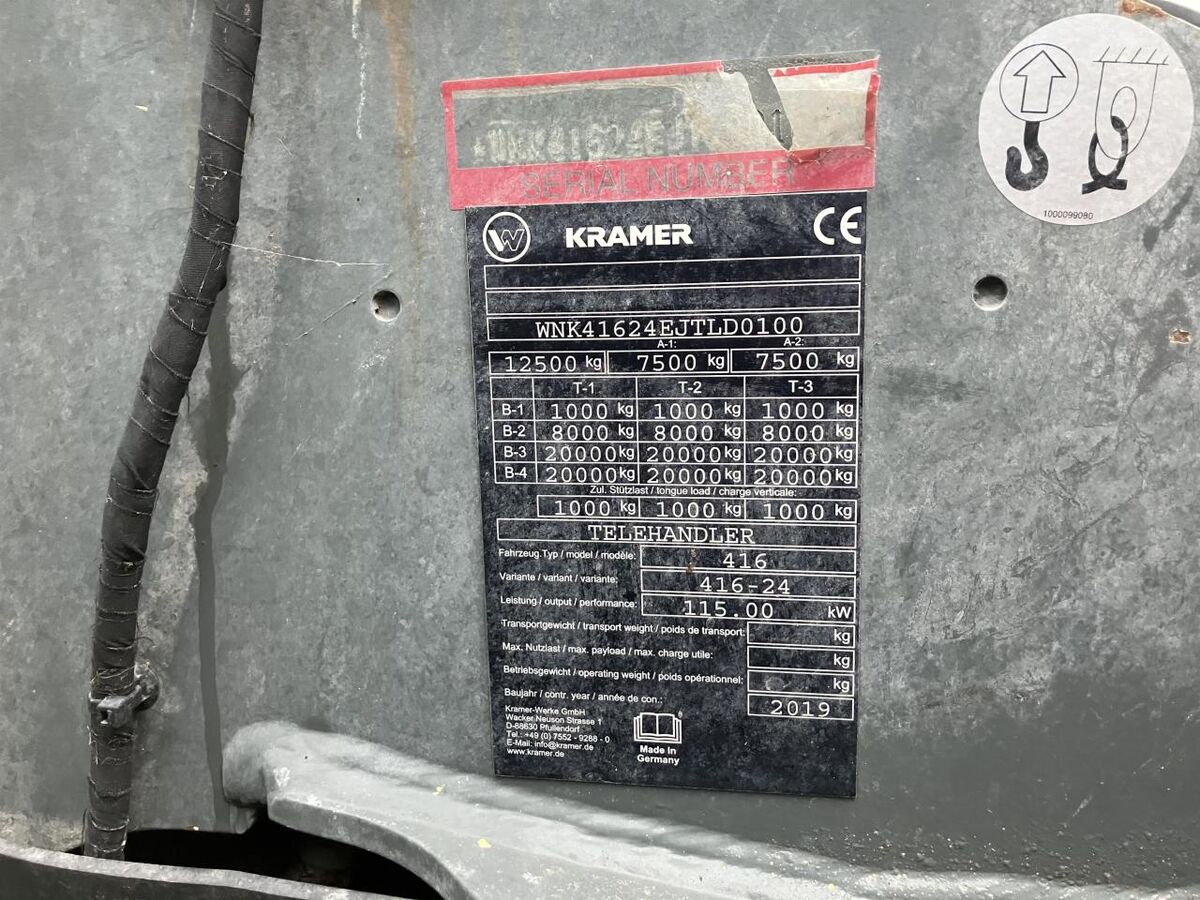 *WNK41624EJT
SERIAL NUMBER
1000099080
KRAMER CE
WNK41624EJTLD0100
A-1: A-2:
12500 kg 7500 kg 7500 kg
T-1 T-2 T-3
B-1 1000 kg 1000 kg 1000 kg
B-2 8000 kg 8000 kg 8000 kg
B-3 20000 kg 20000 kg 20000 kg
B-4 20000 kg 20000 kg 20000 kg
Zul. Stützlast / tongue load / charge verticale:
1000 kg 1000 kg 1000 kg
TELEHANDLER
Fahrzeug.Typ / model / modèle: 416
Variante / variant / variante: 416-24
Leistung / output / performance: 115.00 kW
Transportgewicht / transport weight / poids de transport: kg
Max. Nutzlast / max. payload / max. charge utile: kg
Betriebsgewicht / operating weight / poids opérationnel: kg
Baujahr / contr. year / année de con.: 2019
Kramer-Werke GmbH
Wacker Neuson Strasse 1
D-88630 Pfullendorf
Tel.: +49 (0) 7552 - 9288 - 0
E-Mail: info@kramer.de
www.kramer.de
Made in
Germany